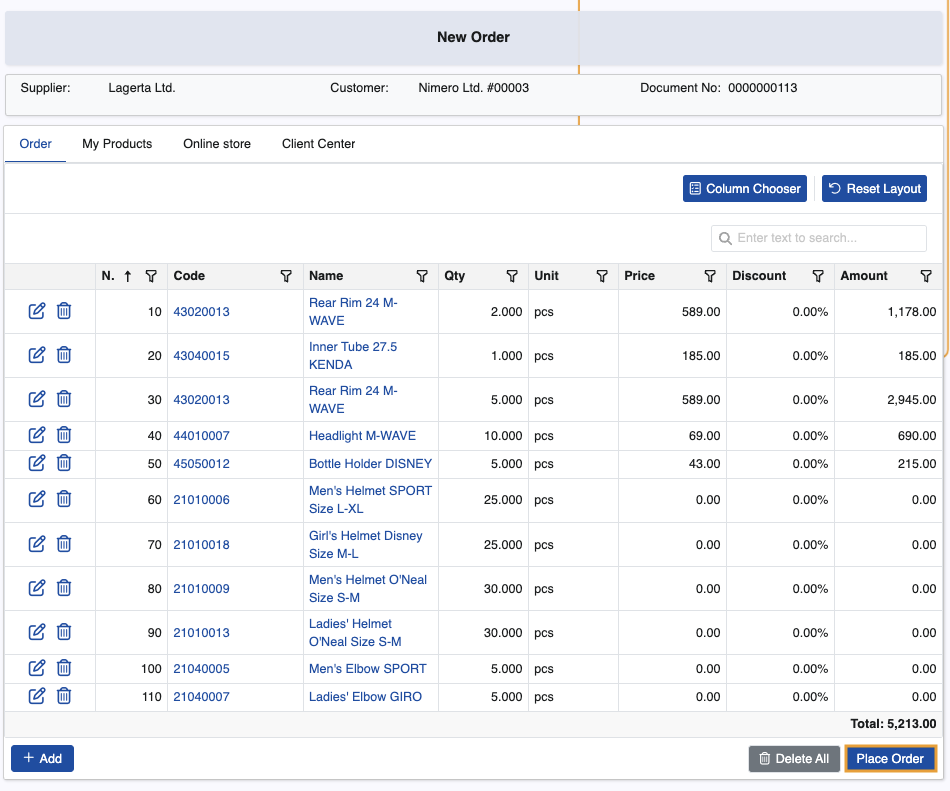 New Order
Supplier: Lagerta Ltd. Customer: Nimero Ltd. #00003 Document No: 0000000113
Order My Products Online store Client Center
Column Chooser Reset Layout
Enter text to search...
N. Code Name Qty Unit Price Discount Amount
10 43020013 Rear Rim 24 M-
WAVE 2.000 pcs 589.00 0.00% 1,178.00
20 43040015 Inner Tube 27.5
KENDA 1.000 pcs 185.00 0.00% 185.00
30 43020013 Rear Rim 24 M-
WAVE 5.000 pcs 589.00 0.00% 2,945.00
40 44010007 Headlight M-WAVE 10.000 pcs 69.00 0.00% 690.00
50 45050012 Bottle Holder DISNEY 5.000 pcs 43.00 0.00% 215.00
60 21010006 Men's Helmet SPORT
Size L-XL 25.000 pcs 0.00 0.00% 0.00
70 21010018 Girl's Helmet Disney
Size M-L 25.000 pcs 0.00 0.00% 0.00
80 21010009 Men's Helmet O'Neal
Size S-M 30.000 pcs 0.00 0.00% 0.00
90 21010013 Ladies' Helmet
O'Neal Size S-M 30.000 pcs 0.00 0.00% 0.00
100 21040005 Men's Elbow SPORT 5.000 pcs 0.00 0.00% 0.00
110 21040007 Ladies' Elbow GIRO 5.000 pcs 0.00 0.00% 0.00
Total: 5,213.00
Add Delete All Place Order